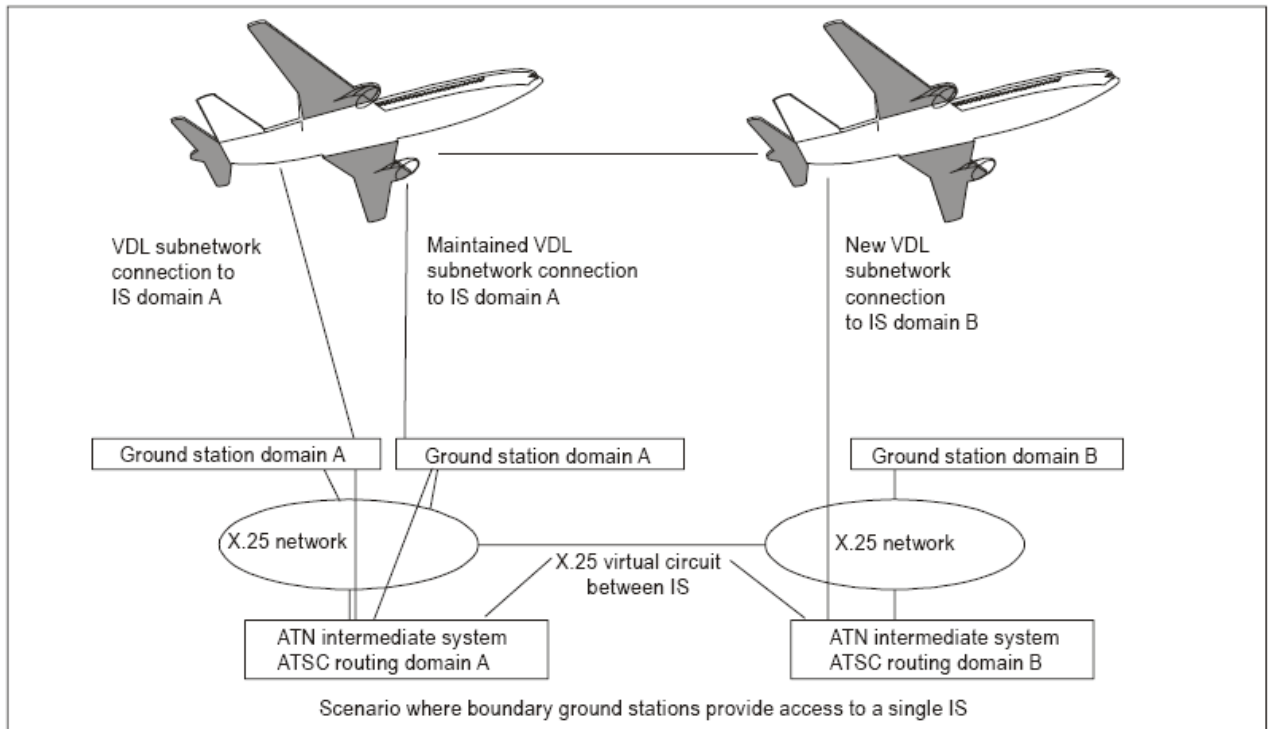 VDL subnetwork
connection to
IS domain A
Maintained VDL
subnetwork connection
to IS domain A
New VDL
subnetwork
connection
to IS domain B
Ground station domain A
Ground station domain A
Ground station domain B
X.25 network
X.25 network
X.25 virtual circuit
between IS
ATN intermediate system
ATSC routing domain A
ATN intermediate system
ATSC routing domain B
Scenario where boundary ground stations provide access to a single IS